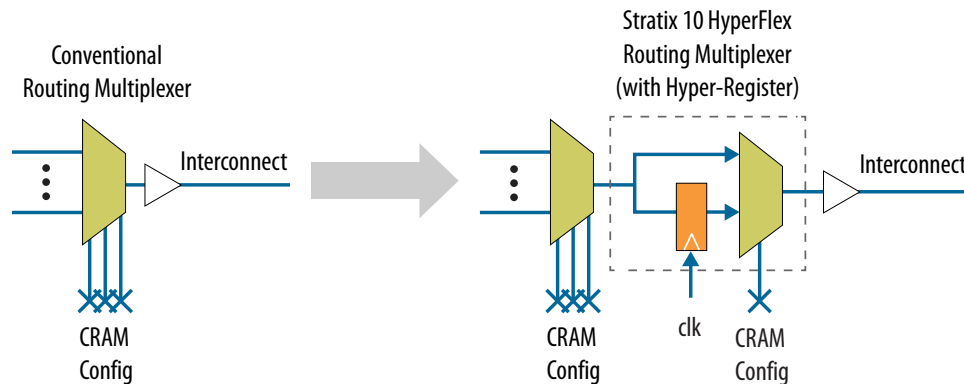 Conventional
Routing Multiplexer
Interconnect
CRAM
Config
Stratix 10 HyperFlex
Routing Multiplexer
(with Hyper-Register)
Interconnect
CRAM
Config
clk
CRAM
Config